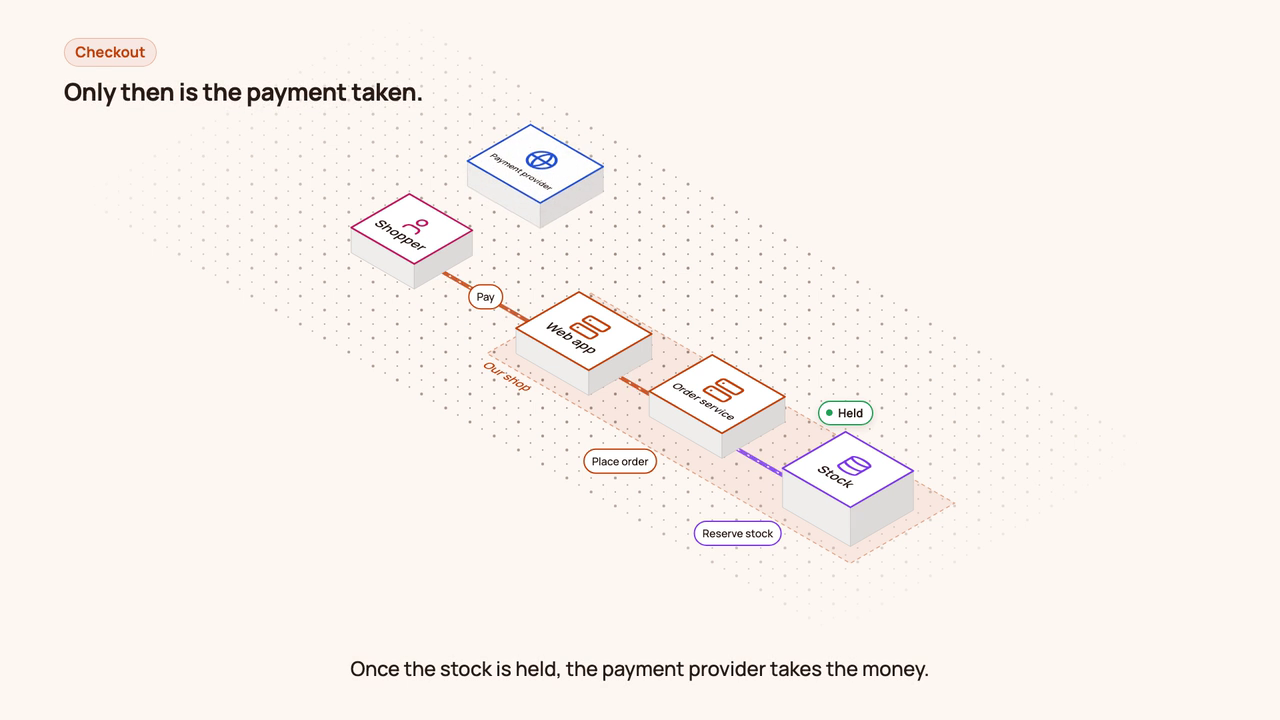 Checkout
Only then is the payment taken.
Payment provider
Shopper
Pay
Web app
Our shop
Order service
Held
Place order
Stock
Reserve stock
Once the stock is held, the payment provider takes the money.